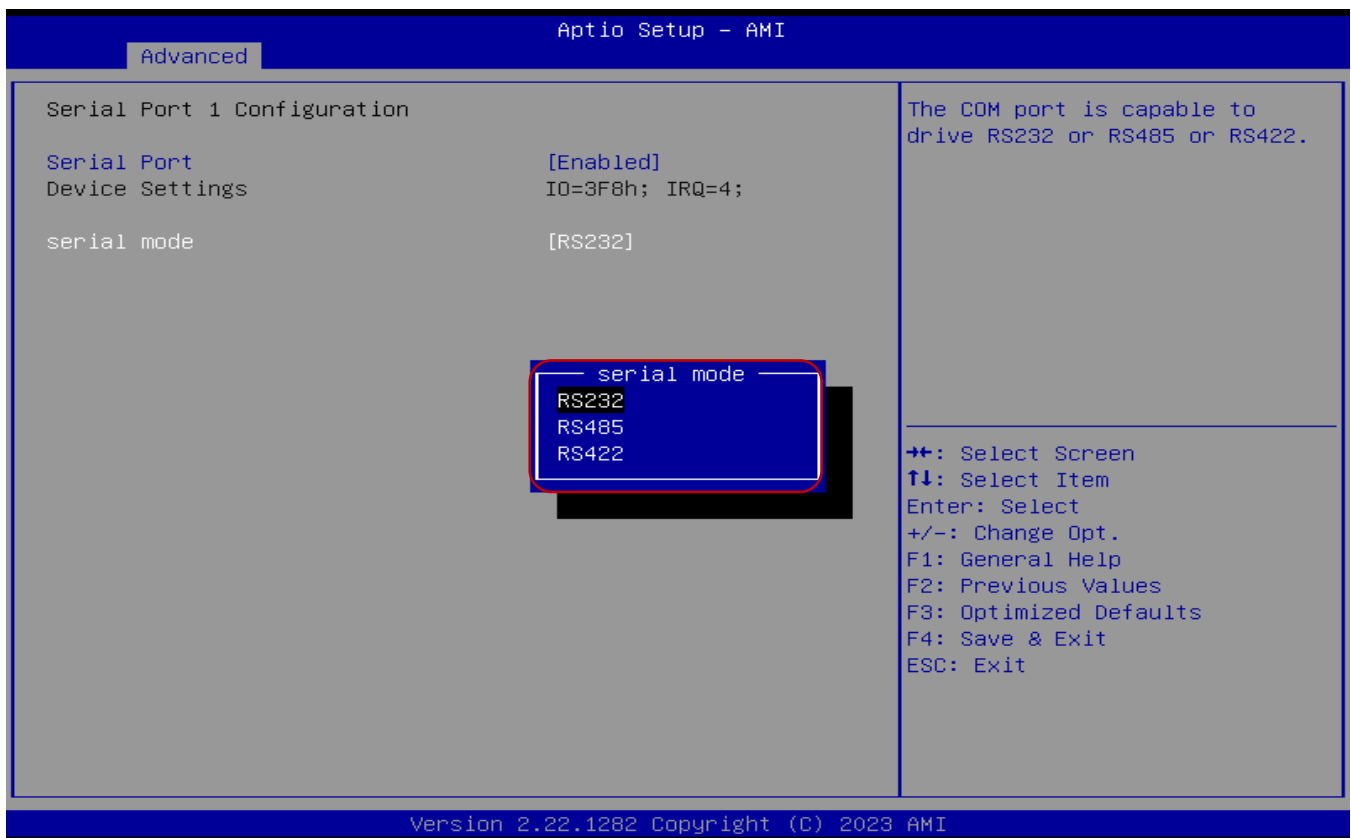 Aptio Setup – AMI
Advanced
Serial Port 1 Configuration
Serial Port [Enabled]
Device Settings IO=3F8h; IRQ=4;
serial mode [RS232]
serial mode
RS232
RS485
RS422
The COM port is capable to
drive RS232 or RS485 or RS422.
→←: Select Screen
↑↓: Select Item
Enter: Select
+/-: Change Opt.
F1: General Help
F2: Previous Values
F3: Optimized Defaults
F4: Save & Exit
ESC: Exit
Version 2.22.1282 Copyright (C) 2023 AMI